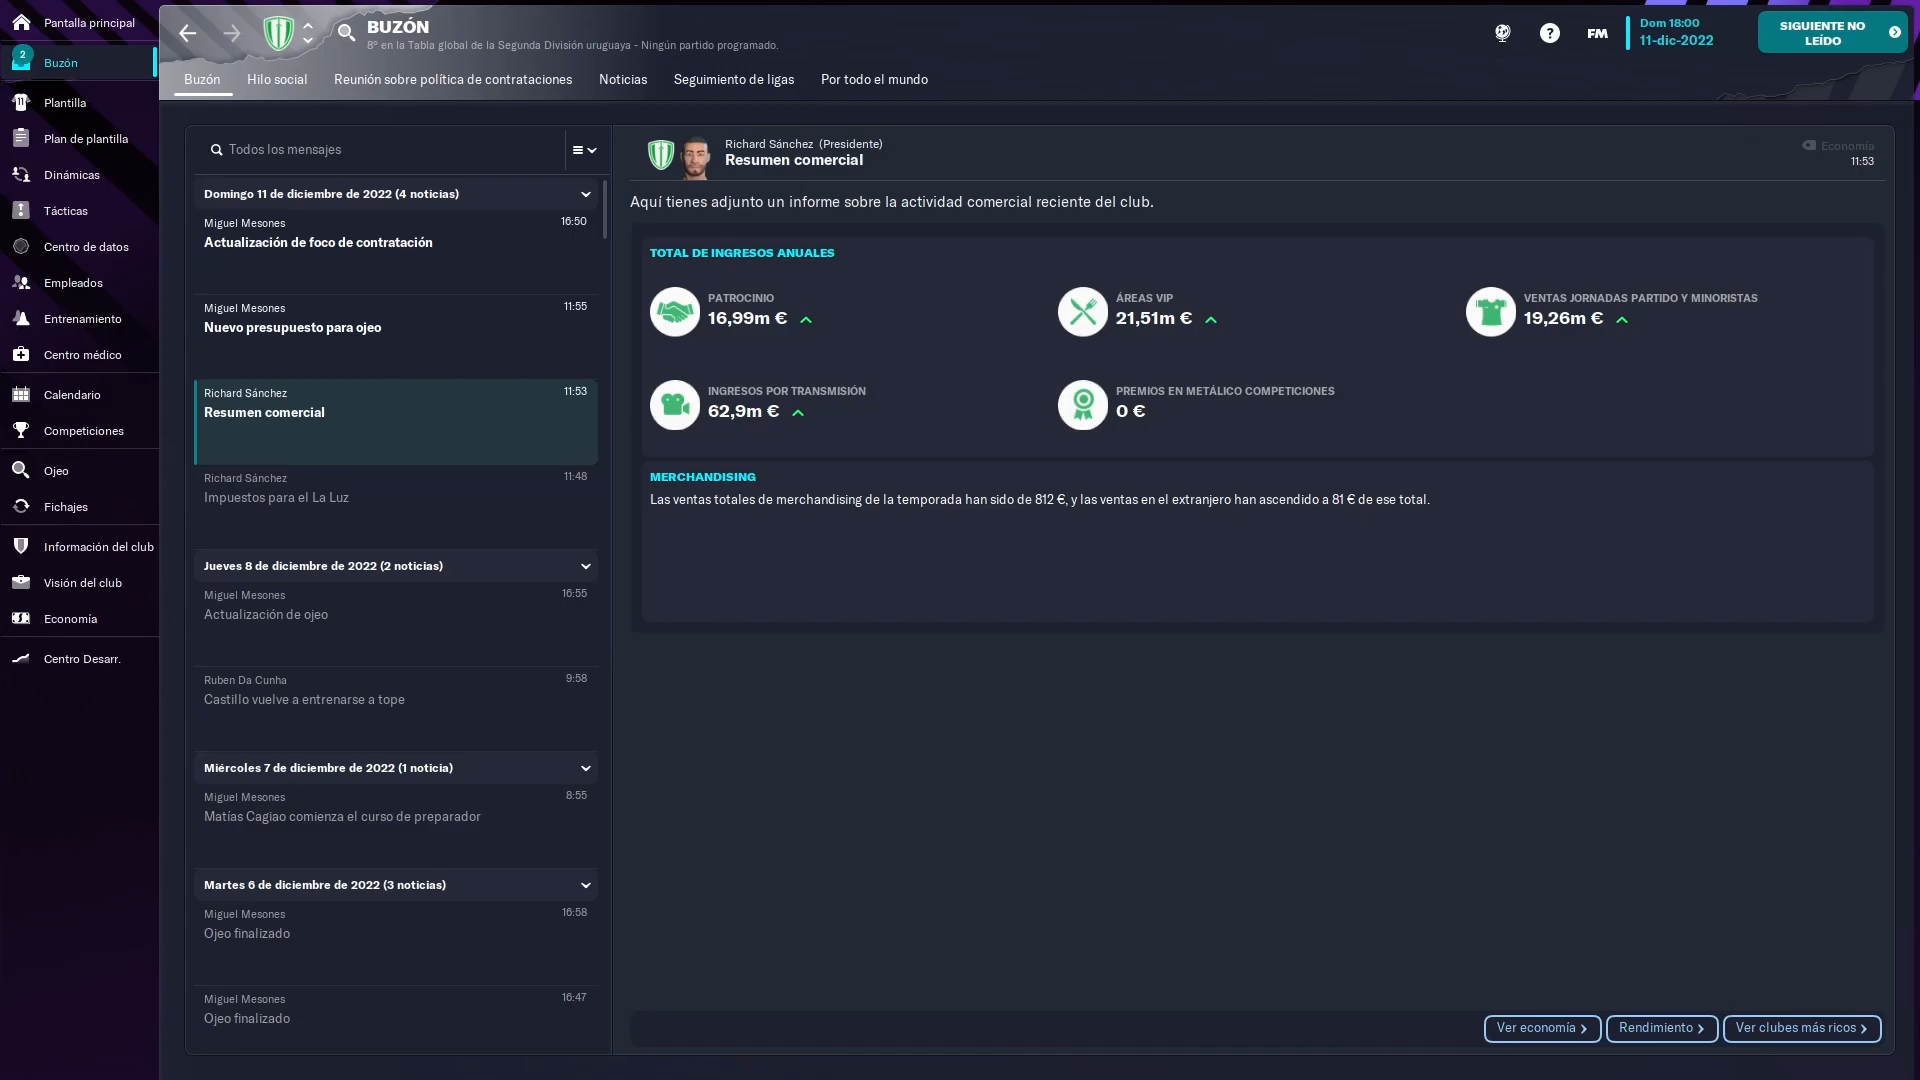 Pantalla principal
2
Buzón
Plantilla
Plan de plantilla
Dinámicas
Tácticas
Centro de datos
Empleados
Entrenamiento
Centro médico
Calendario
Competiciones
Ojeo
Fichajes
Información del club
Visión del club
Economía
Centro Desarr.
BUZÓN
8º en la Tabla global de la Segunda División uruguaya - Ningún partido programado.
?
FM
Dom 18:00
11-dic-2022
SIGUIENTE NO
LEÍDO
Buzón
Hilo social
Reunión sobre política de contrataciones
Noticias
Seguimiento de ligas
Por todo el mundo
Todos los mensajes
Domingo 11 de diciembre de 2022 (4 noticias)
Miguel Mesones 16:50
Actualización de foco de contratación
Miguel Mesones 11:55
Nuevo presupuesto para ojeo
Richard Sánchez 11:53
Resumen comercial
Richard Sánchez 11:48
Impuestos para el La Luz
Jueves 8 de diciembre de 2022 (2 noticias)
Miguel Mesones 16:55
Actualización de ojeo
Ruben Da Cunha 9:58
Castillo vuelve a entrenarse a tope
Miércoles 7 de diciembre de 2022 (1 noticia)
Miguel Mesones 8:55
Matías Cagiao comienza el curso de preparador
Martes 6 de diciembre de 2022 (3 noticias)
Miguel Mesones 16:58
Ojeo finalizado
Miguel Mesones 16:47
Ojeo finalizado
Richard Sánchez (Presidente)
Resumen comercial
Economía
11:53
Aquí tienes adjunto un informe sobre la actividad comercial reciente del club.
TOTAL DE INGRESOS ANUALES
PATROCINIO
16,99m €
ÁREAS VIP
21,51m €
VENTAS JORNADAS PARTIDO Y MINORISTAS
19,26m €
INGRESOS POR TRANSMISIÓN
62,9m €
PREMIOS EN METÁLICO COMPETICIONES
0 €
MERCHANDISING
Las ventas totales de merchandising de la temporada han sido de 812 €, y las ventas en el extranjero han ascendido a 81 € de ese total.
Ver economía
Rendimiento
Ver clubes más ricos